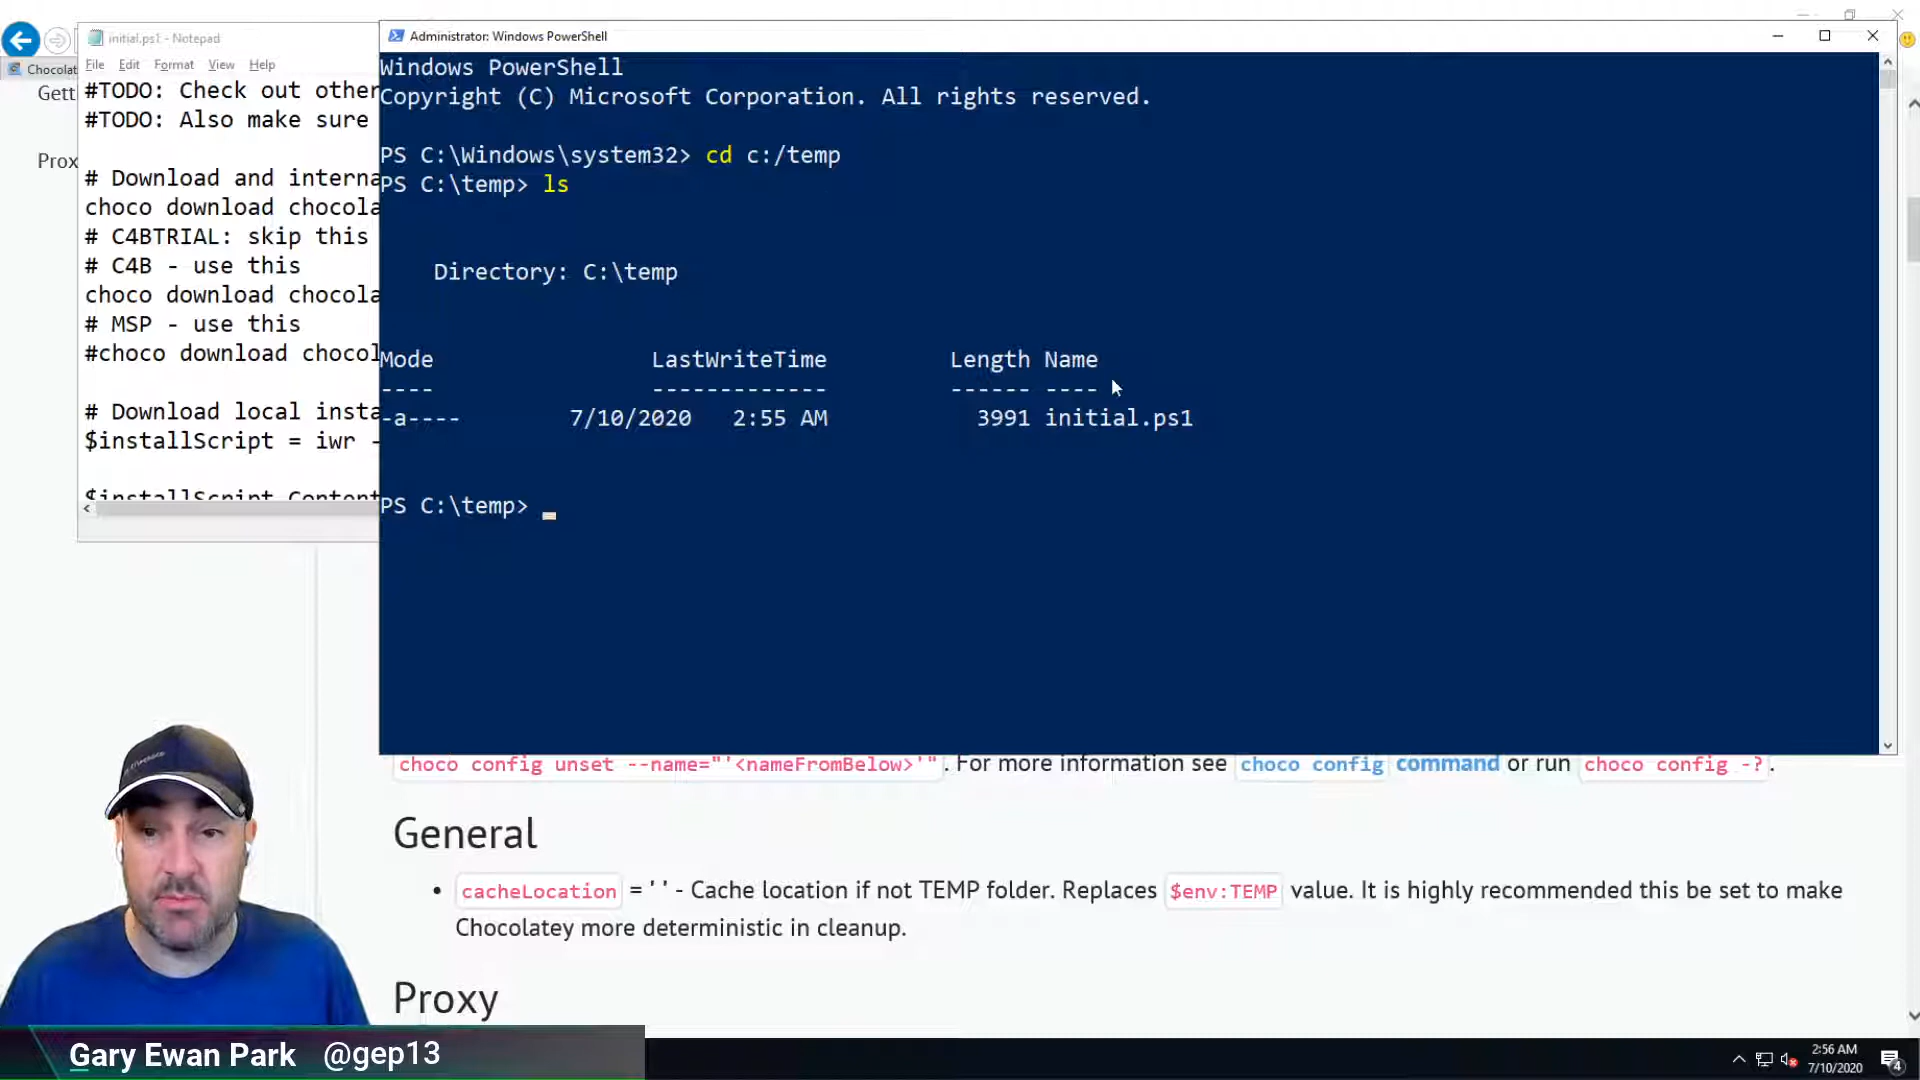 initial.ps1 - Notepad
File Edit Format View Help
Chocolat
Gett
Prox
#TODO: Check out other
#TODO: Also make sure
# Download and interna
choco download chocola
# C4BTRIAL: skip this
# C4B - use this
choco download chocola
# MSP - use this
#choco download chocol
# Download local insta
$installScript = iwr -
$installScript Content
Administrator: Windows PowerShell
Windows PowerShell
Copyright (C) Microsoft Corporation. All rights reserved.
PS C:\Windows\system32> cd c:/temp
PS C:\temp> ls
Directory: C:\temp
Mode LastWriteTime Length Name
---- ------------- ------ ----
-a---- 7/10/2020 2:55 AM 3991 initial.ps1
PS C:\temp>
choco config unset --name="'<nameFromBelow>'". For more information see choco config command or run choco config -?.
General
• cacheLocation = ' ' - Cache location if not TEMP folder. Replaces $env:TEMP value. It is highly recommended this be set to make
Chocolatey more deterministic in cleanup.
Proxy
Gary Ewan Park @gep13
2:56 AM
7/10/2020
4